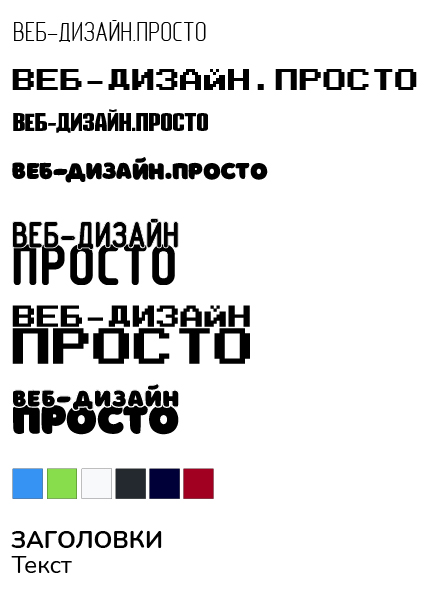 ВЕБ-ДИЗАЙН.ПРОСТО
ВЕБ-ДИЗАйН.ПРОСТО
ВЕБ-ДИЗАЙН.ПРОСТО
ВЕБ-ДИЗАЙН.ПРОСТО
ВЕБ-ДИЗАЙН
ПРОСТО
ВЕБ-ДИЗАйН
ПРОСТО
ВЕБ-ДИЗАЙН
ПРОСТО
ЗАГОЛОВКИ
Текст